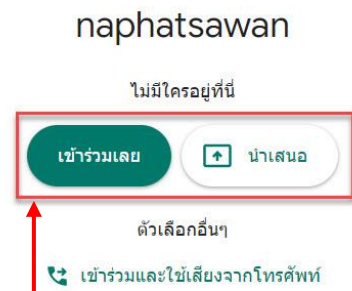 naphatsawan
ไม่มีใครอยู่ที่นี่
เข้าร่วมเลย นำเสนอ
ตัวเลือกอื่นๆ
เข้าร่วมและใช้เสียงจากโทรศัพท์